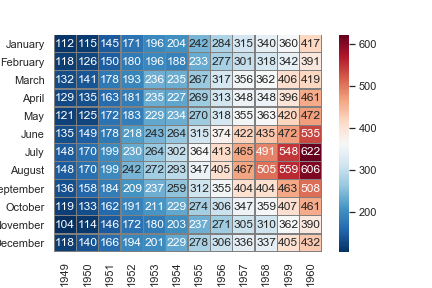 January 112 115 145 171 196 204 242 284 315 340 360 417
February 118 126 150 180 196 188 233 277 301 318 342 391
March 132 141 178 193 236 235 267 317 356 362 406 419
April 129 135 163 181 235 227 269 313 348 348 396 461
May 121 125 172 183 229 234 270 318 355 363 420 472
June 135 149 178 218 243 264 315 374 422 435 472 535
July 148 170 199 230 264 302 364 413 465 491 548 622
August 148 170 199 242 272 293 347 405 467 505 559 606
eptember 136 158 184 209 237 259 312 355 404 404 463 508
October 119 133 162 191 211 229 274 306 347 359 407 461
November 104 114 146 172 180 203 237 271 305 310 362 390
December 118 140 166 194 201 229 278 306 336 337 405 432
1949 1950 1951 1952 1953 1954 1955 1956 1957 1958 1959 1960
600
500
400
300
200